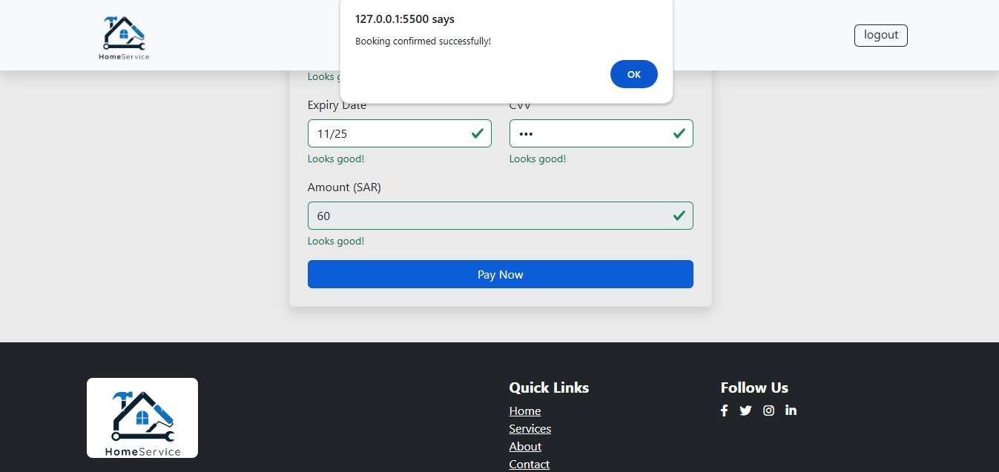 127.0.0.1:5500 says
Booking confirmed successfully!
OK
HomeService
logout
Looks g
Expiry Date
CVV
11/25
•••
Looks good!
Looks good!
Amount (SAR)
60
Looks good!
Pay Now
HomeService
Quick Links
Home
Services
About
Contact
Follow Us